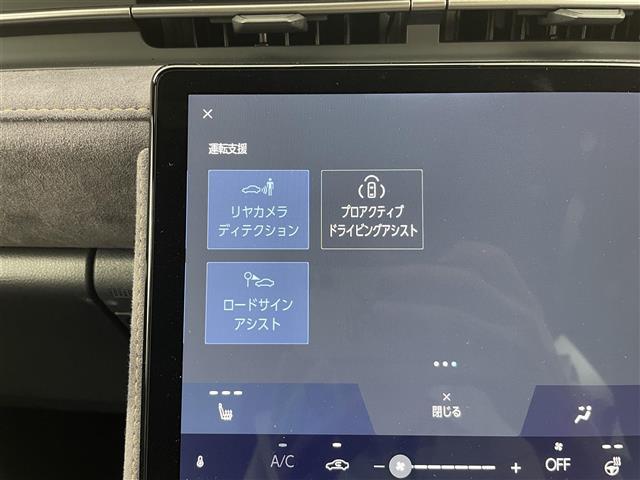 ×
運転支援
リヤカメラ
ディテクション
プロアクティブ
ドライビングアシスト
ロードサイン
アシスト
×
閉じる
A/C
− +
OFF